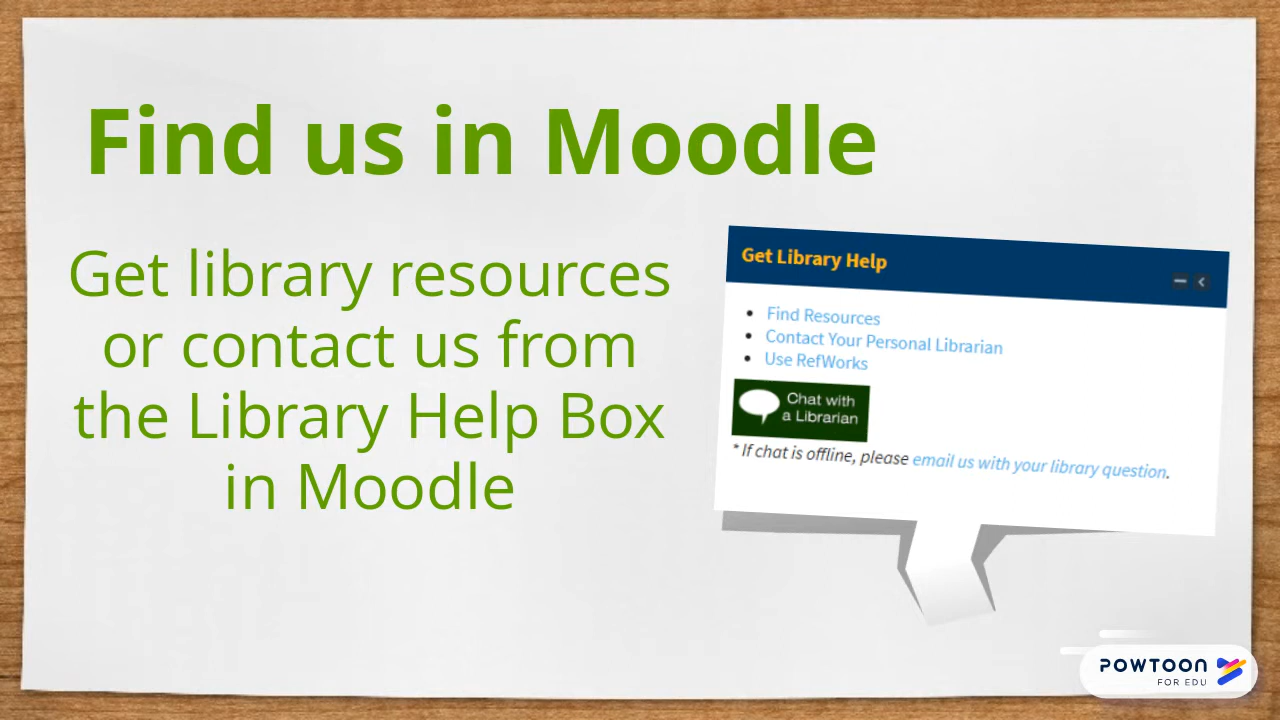 Find us in Moodle
Get library resources
or contact us from
the Library Help Box
in Moodle
Get Library Help
Find Resources
Contact Your Personal Librarian
Use RefWorks
Chat with
a Librarian
* If chat is offline, please email us with your library question.
POWTOON
FOR EDU